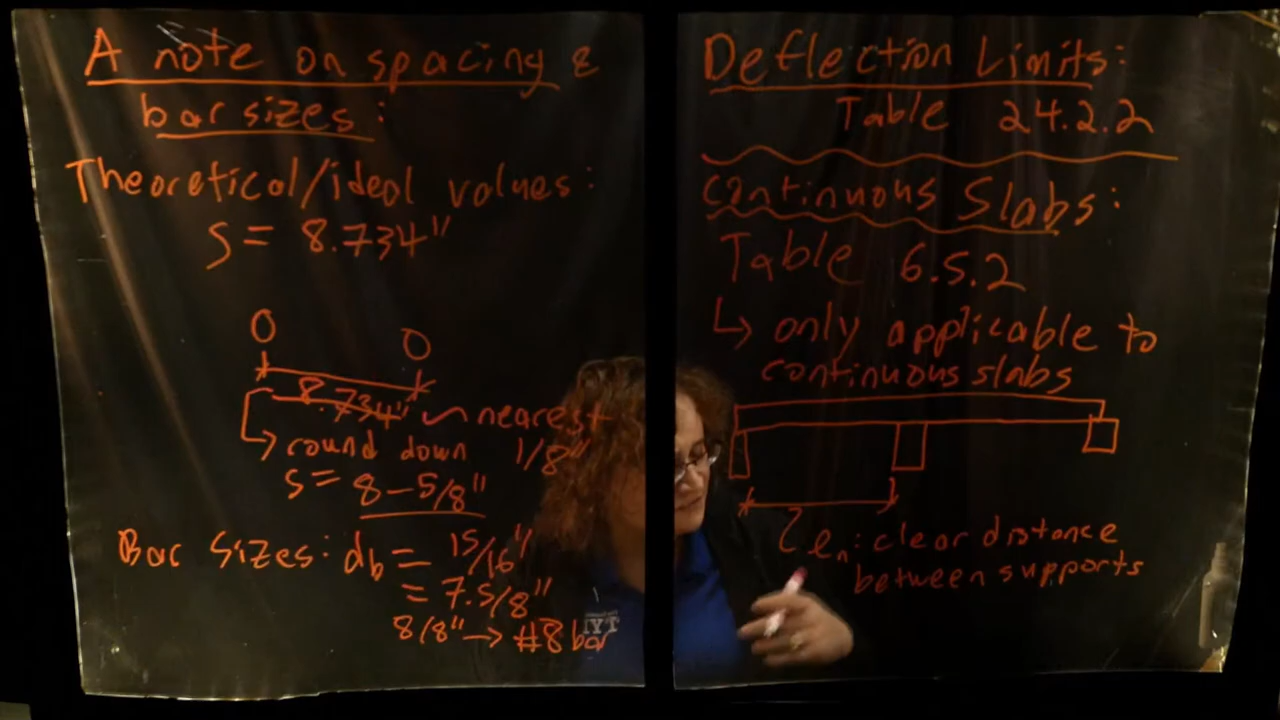 A note on spacing &
bar sizes:
Theoretical/ideal values:
S = 8.734"
8.734" nearest
round down 1/8"
S = 8-5/8"
Bar Sizes: db = 15/16"
= 7.5/8"
8/8" → #8 bar
IYT
Deflection Limits:
Table 24.2.2
Continuous Slabs:
Table 6.5.2
↳ only applicable to
continuous slabs
ln: clear distance
between supports